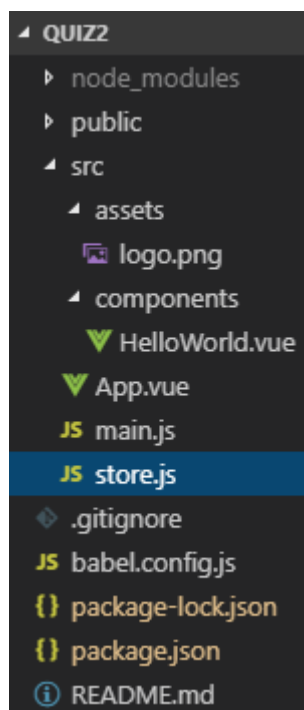 QUIZ2
node_modules
public
src
assets
logo.png
components
HelloWorld.vue
App.vue
JS main.js
JS store.js
.gitignore
JS babel.config.js
{} package-lock.json
{} package.json
README.md